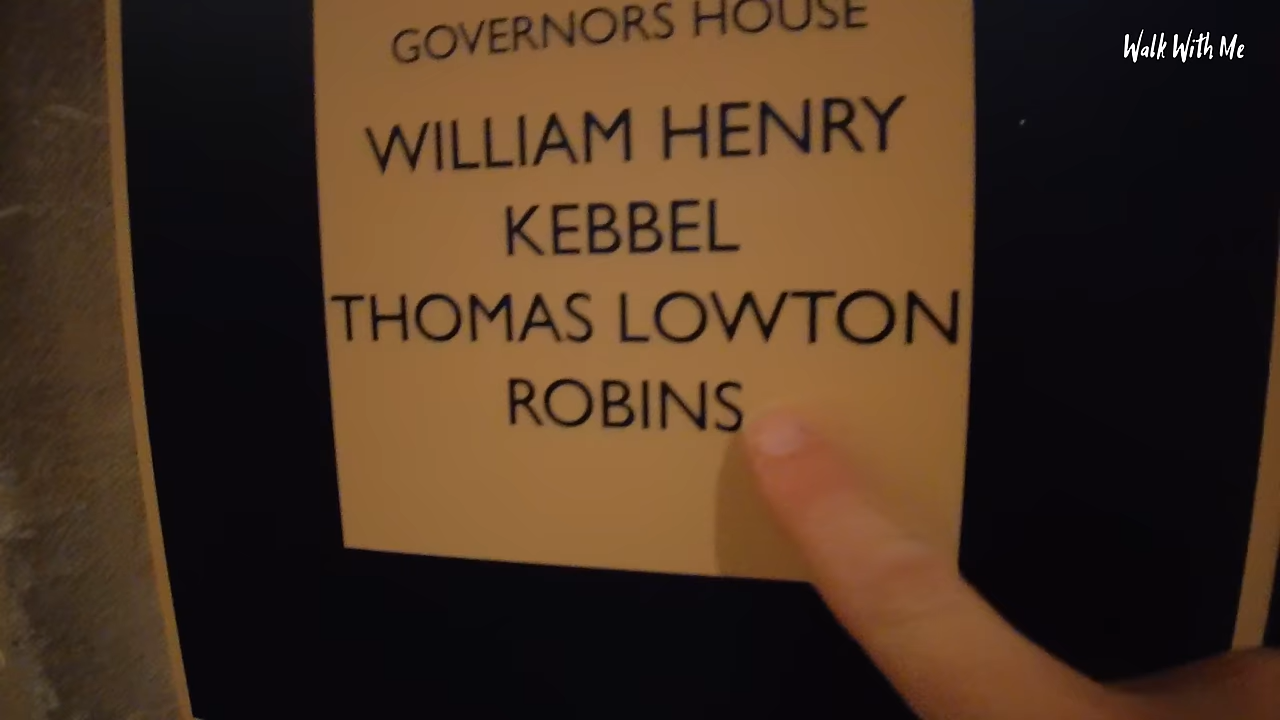 GOVERNORS HOUSE
Walk With Me
WILLIAM HENRY
KEBBEL
THOMAS LOWTON
ROBINS